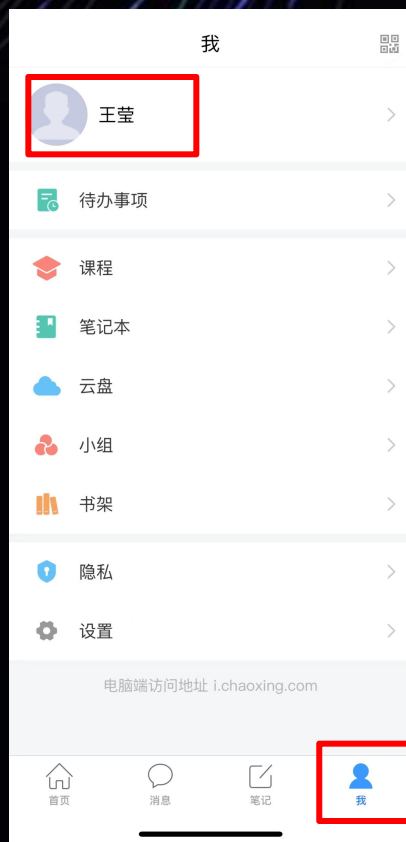 我
王莹
待办事项
课程
笔记本
云盘
小组
书架
隐私
设置
电脑端访问地址 i.chaoxing.com
首页
消息
笔记
我